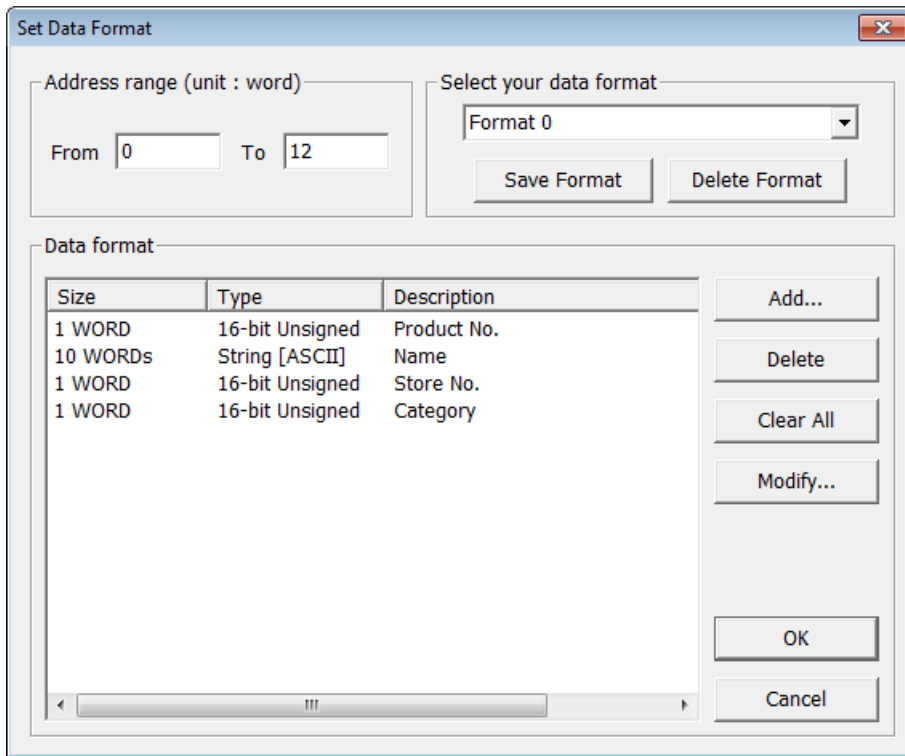 Set Data Format
Address range (unit : word)
From 0 To 12
Select your data format
Format 0
Save Format Delete Format
Data format
Size Type Description
1 WORD 16-bit Unsigned Product No.
10 WORDs String [ASCII] Name
1 WORD 16-bit Unsigned Store No.
1 WORD 16-bit Unsigned Category
Add...
Delete
Clear All
Modify...
OK
Cancel